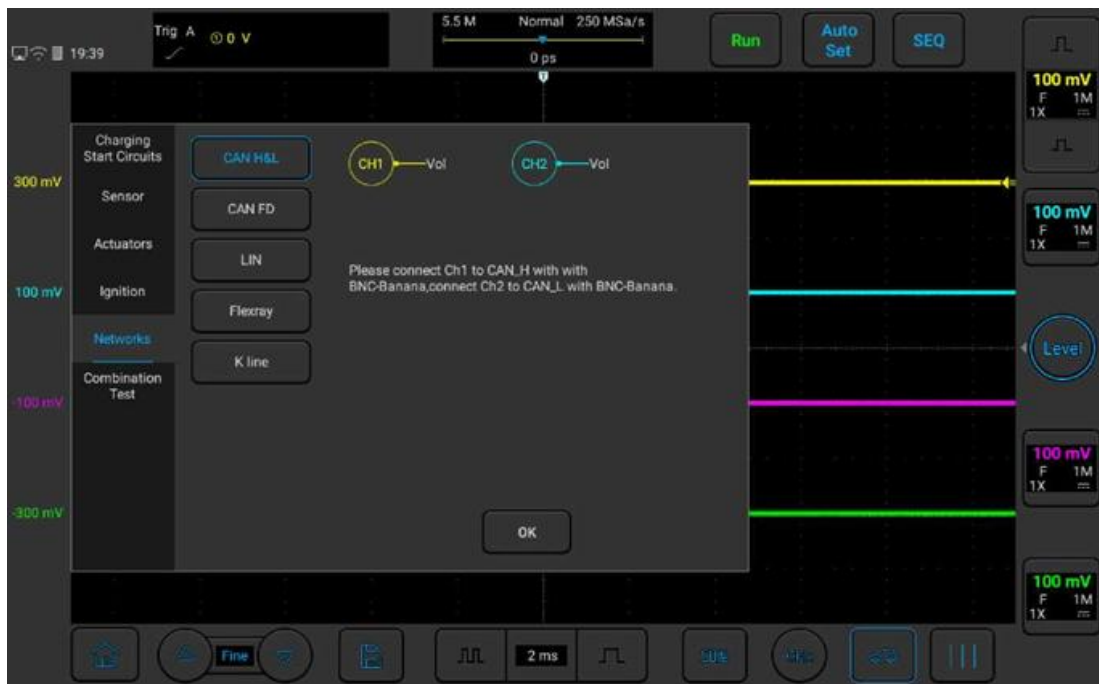 5.5 M Normal 250 MSa/s
Trig A ① 0 V
19:39
0 ps
T
Run
Auto
Set
SEQ
100 mV
F 1M
1X
Charging
Start Circuits
Sensor
Actuators
Ignition
Networks
Combination
Test
CAN H&L
CAN FD
LIN
Flexray
K line
CH1 Vol
CH2 Vol
Please connect Ch1 to CAN_H with with
BNC-Banana,connect Ch2 to CAN_L with BNC-Banana.
OK
300 mV
100 mV
-100 mV
-300 mV
100 mV
F 1M
1X
Level
100 mV
F 1M
1X
100 mV
F 1M
1X
Fine
2 ms